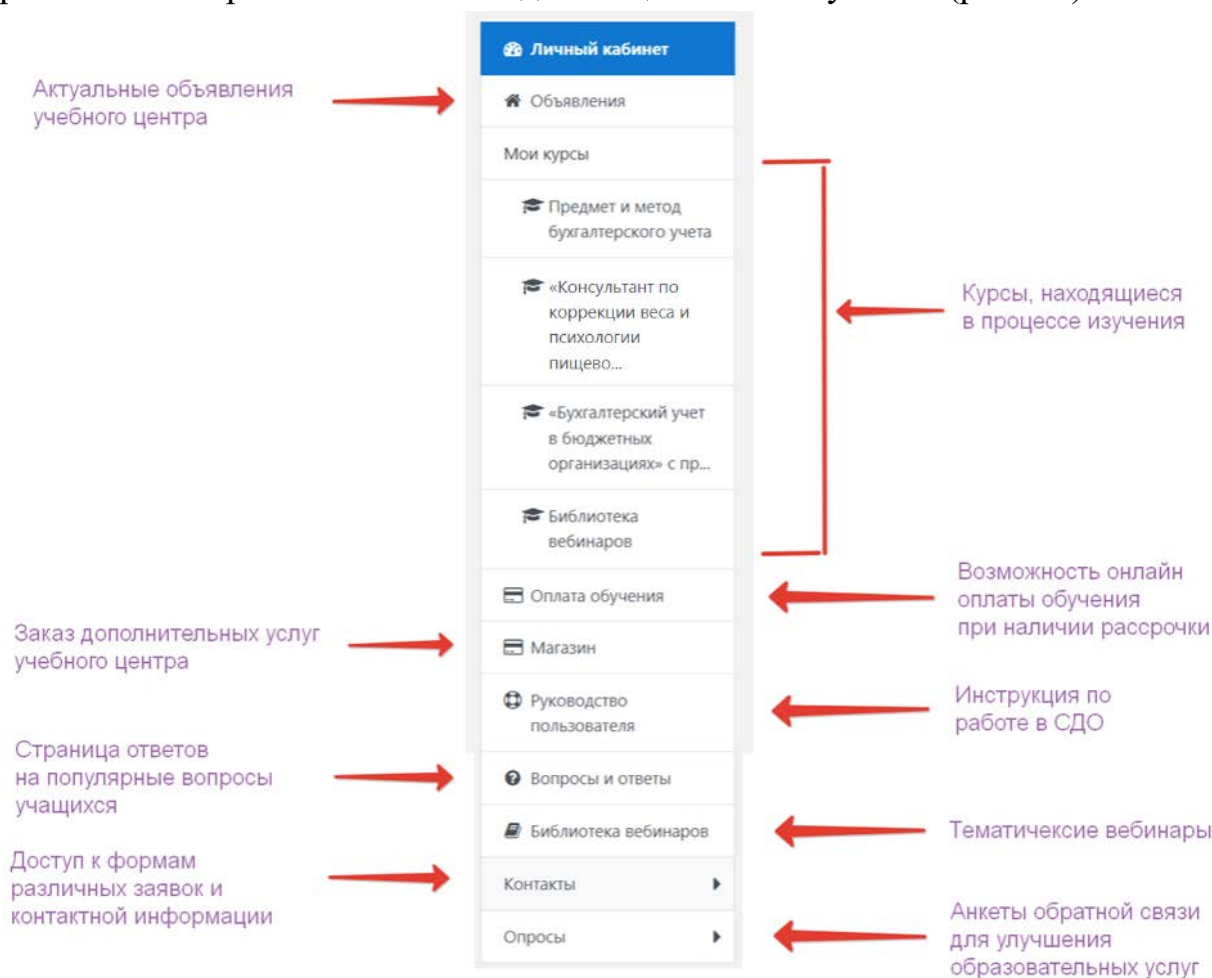 Личный кабинет
Актуальные объявления
учебного центра
Объявления
Мои курсы
Предмет и метод
бухгалтерского учета
«Консультант по
коррекции веса и
психологии
пищево...
Курсы, находящиеся
в процессе изучения
«Бухгалтерский учет
в бюджетных
организациях» с пр...
Библиотека
вебинаров
Оплата обучения
Возможность онлайн
оплаты обучения
при наличии рассрочки
Заказ дополнительных услуг
учебного центра
Магазин
Руководство
пользователя
Инструкция по
работе в СДО
Страница ответов
на популярные вопросы
учащихся
Вопросы и ответы
Библиотека вебинаров
Тематичексие вебинары
Доступ к формам
различных заявок и
контактной информации
Контакты
Опросы
Анкеты обратной связи
для улучшения
образовательных услуг